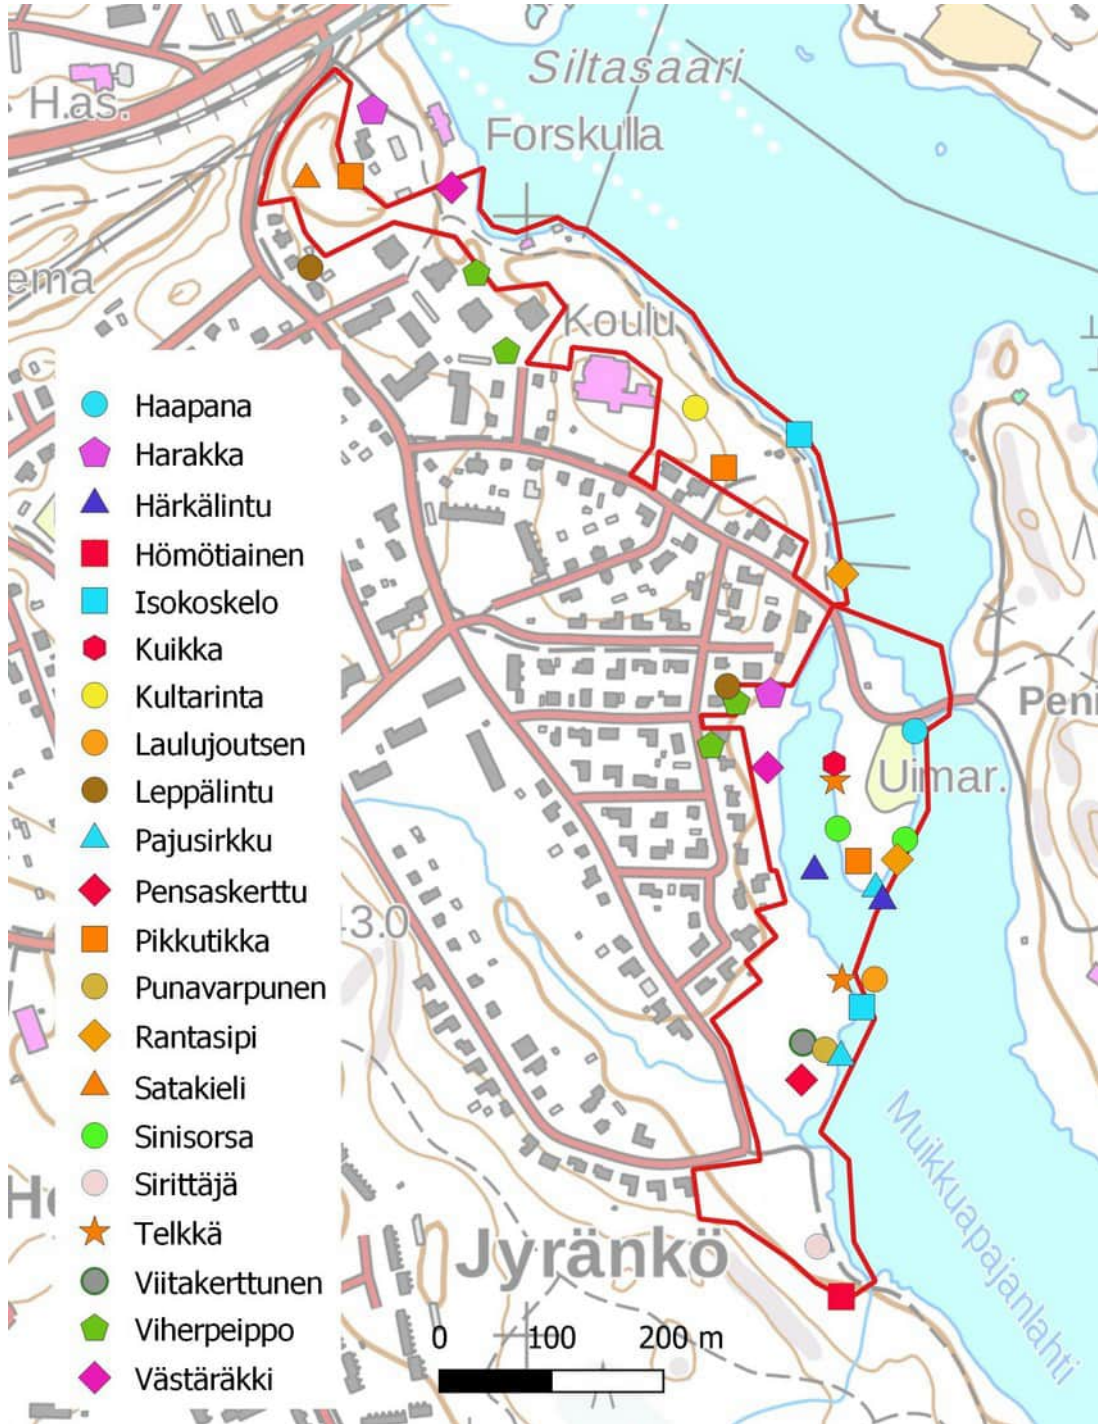 Siltasaari
H.as.
Forskulla
ema
Koulu
Haapana
Harakka
Härkälintu
Hömötiainen
Isokoskelo
Kuikka
Kultarinta
Laulujoutsen
Leppälintu
Pajusirkku
Pensaskerttu
Pikkutikka
Punavarpunen
Rantasipi
Satakieli
Sinisorsa
Sirittäjä
Telkkä
Viitakerttunen
Viherpeippo
Västäräkki
Peni
Uimar.
43.0
Muikkuapajanlahti
Jyränkö
0 100 200 m